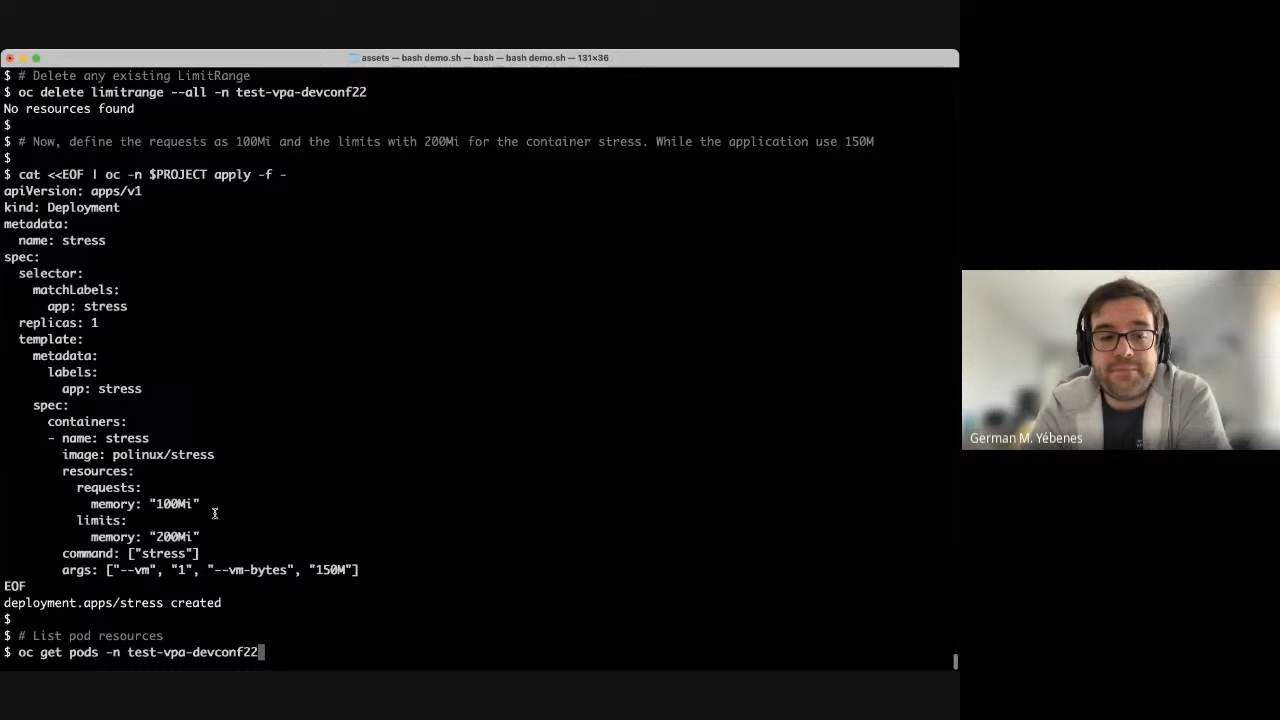 assets — bash demo.sh — bash — bash demo.sh — 131×36
$ # Delete any existing LimitRange
$ oc delete limitrange --all -n test-vpa-devconf22
No resources found
$
$ # Now, define the requests as 100Mi and the limits with 200Mi for the container stress. While the application use 150M
$
$ cat <<EOF | oc -n $PROJECT apply -f -
apiVersion: apps/v1
kind: Deployment
metadata:
  name: stress
spec:
  selector:
    matchLabels:
      app: stress
  replicas: 1
  template:
    metadata:
      labels:
        app: stress
    spec:
      containers:
      - name: stress
        image: polinux/stress
        resources:
          requests:
            memory: "100Mi"
          limits:
            memory: "200Mi"
        command: ["stress"]
        args: ["--vm", "1", "--vm-bytes", "150M"]
EOF
deployment.apps/stress created
$
$ # List pod resources
$ oc get pods -n test-vpa-devconf22
German M. Yébenes